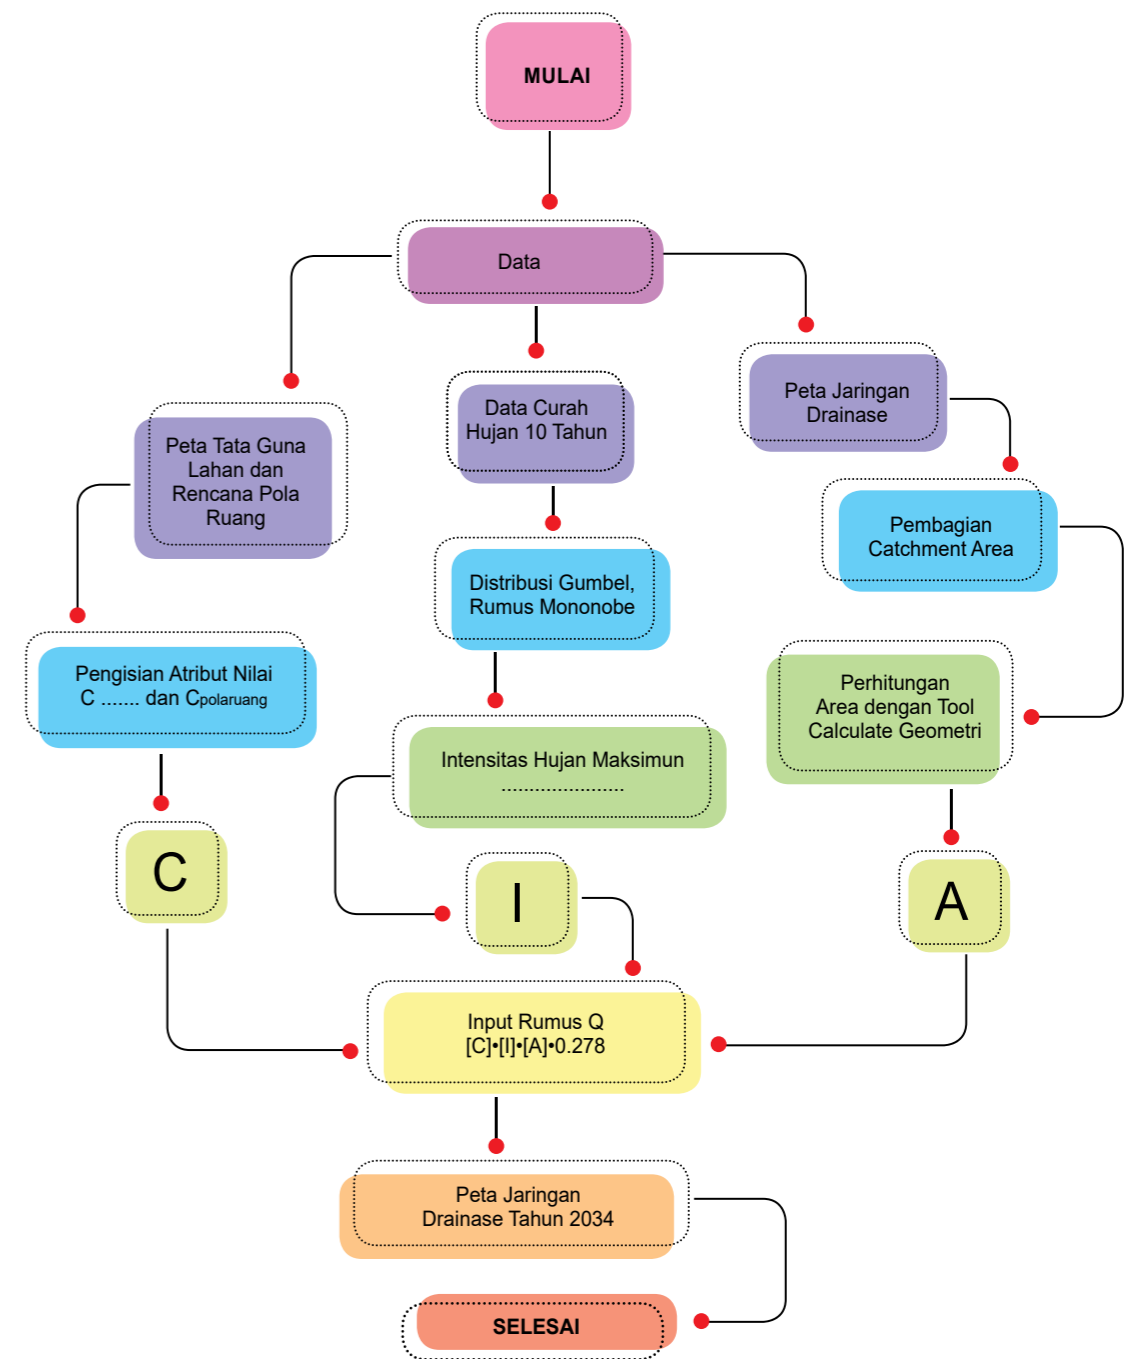 MULAI
Data
Peta Tata Guna
Lahan dan
Rencana Pola
Ruang
Data Curah
Hujan 10 Tahun
Peta Jaringan
Drainase
Pembagian
Catchment Area
Distribusi Gumbel,
Rumus Mononobe
Pengisian Atribut Nilai
C ....... dan Cpolaruang
Perhitungan
Area dengan Tool
Calculate Geometri
Intensitas Hujan Maksimun
......................
C
I
A
Input Rumus Q
[C]•[I]•[A]•0.278
Peta Jaringan
Drainase Tahun 2034
SELESAI